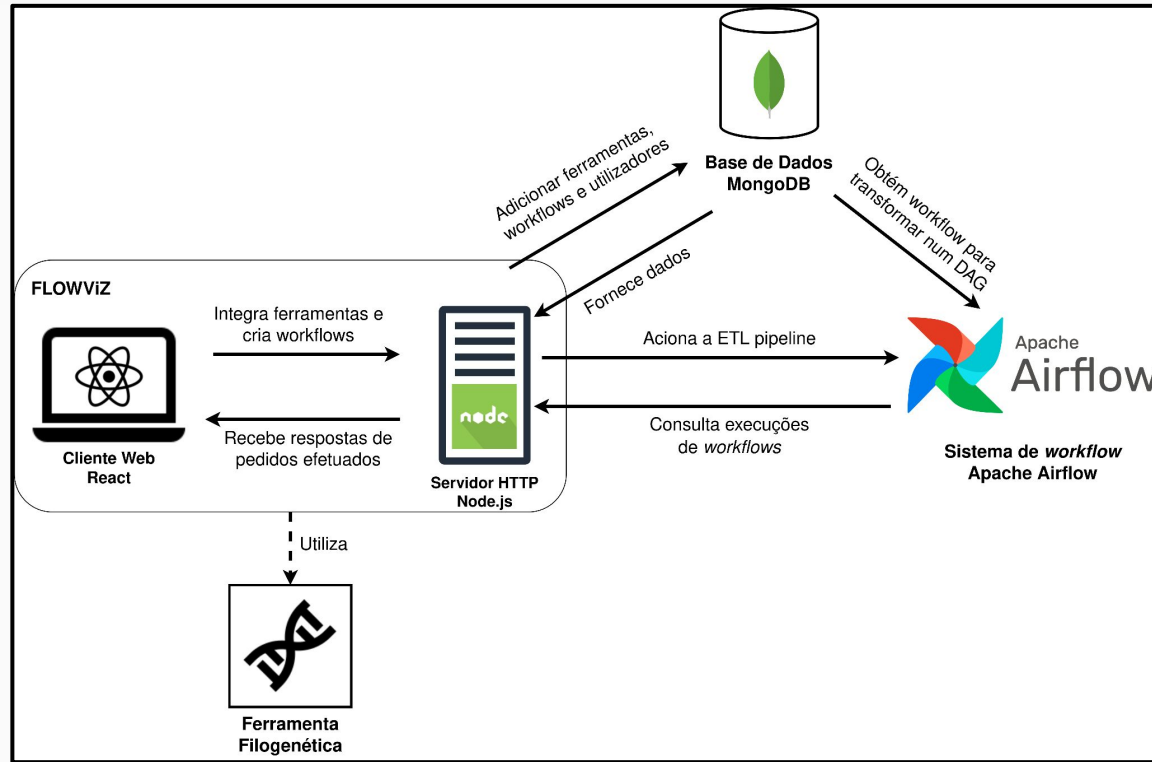 Base de Dados
MongoDB
Adicionar ferramentas,
workflows e utilizadores
Obtém workflow para
transformar num DAG
Fornece dados
FLOWViZ
Integra ferramentas e
cria workflows
Aciona a ETL pipeline
Apache
Airflow
node
Recebe respostas de
pedidos efetuados
Consulta execuções
de workflows
Cliente Web
React
Servidor HTTP
Node.js
Sistema de workflow
Apache Airflow
Utiliza
Ferramenta
Filogenética